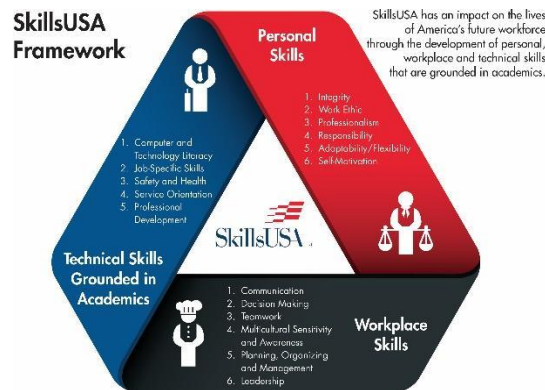 SkillsUSA
Framework
SkillsUSA has an impact on the lives
of America's future workforce
through the development of personal,
workplace and technical skills
that are grounded in academics.
Personal
Skills
1. Integrity
2. Work Ethic
3. Professionalism
4. Responsibility
5. Adaptability/Flexibility
6. Self-Motivation
1. Computer and
Technology Literacy
2. Job-Specific Skills
3. Safety and Health
4. Service Orientation
5. Professional
Development
SkillsUSA
Technical Skills
Grounded in
Academics
1. Communication
2. Decision Making
3. Teamwork
4. Multicultural Sensitivity
and Awareness
5. Planning, Organizing
and Management
6. Leadership
Workplace
Skills